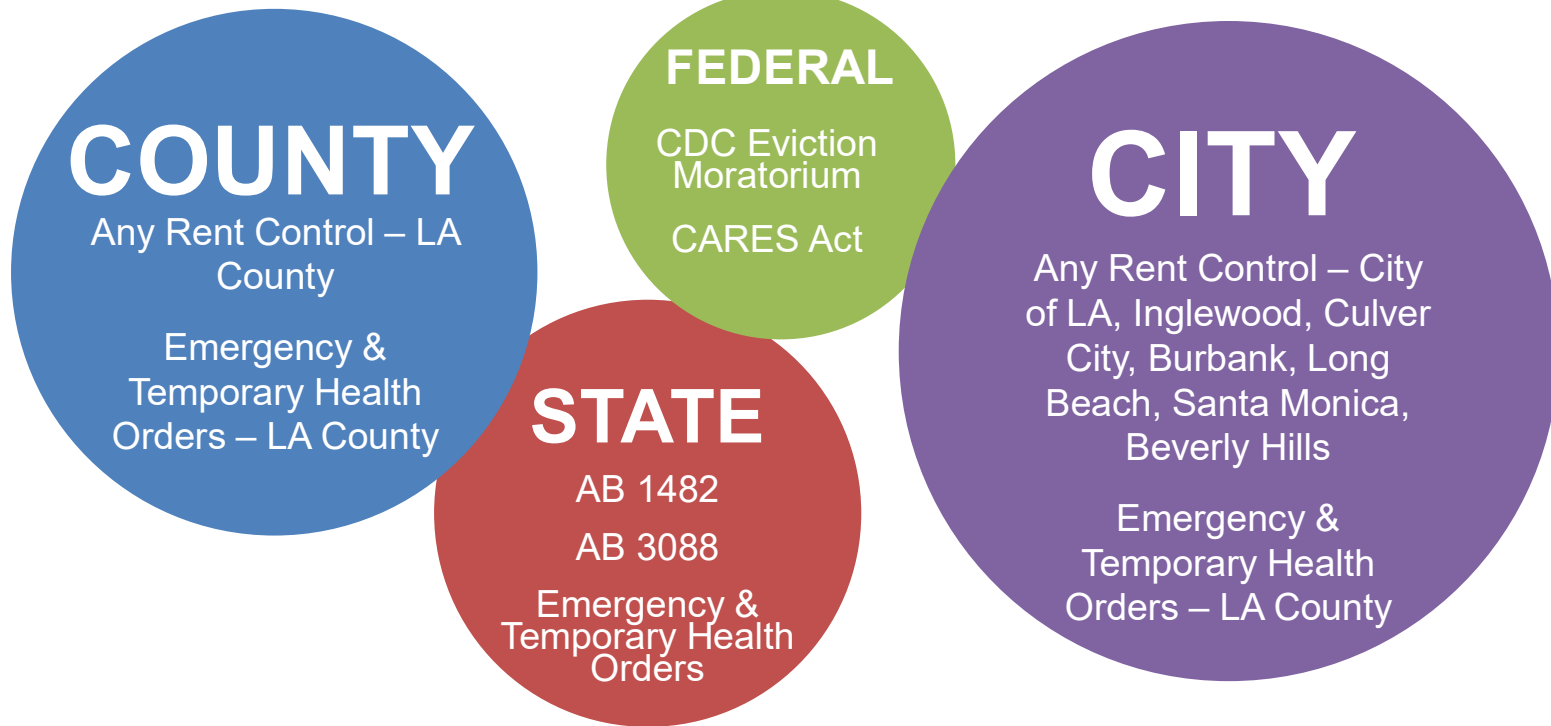 COUNTY
Any Rent Control – LA
County
Emergency &
Temporary Health
Orders – LA County
FEDERAL
CDC Eviction
Moratorium
CARES Act
STATE
AB 1482
AB 3088
Emergency &
Temporary Health
Orders
CITY
Any Rent Control – City
of LA, Inglewood, Culver
City, Burbank, Long
Beach, Santa Monica,
Beverly Hills
Emergency &
Temporary Health
Orders – LA County